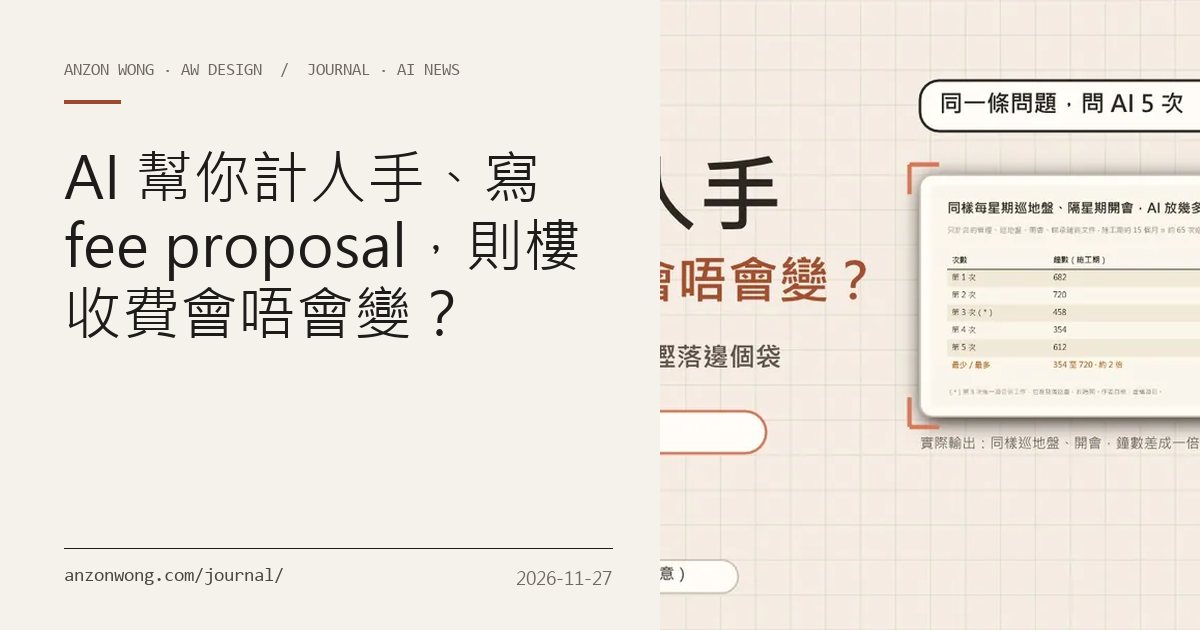 ANZON WONG · AW DESIGN / JOURNAL · AI NEWS
AI 幫你計人手、寫
fee proposal，則樓
收費會唔會變？
anzonwong.com/journal/
2026-11-27
人手
會唔會變？
落邊個袋
意）
同一條問題，問 AI 5 次
同樣每星期巡地盤、隔星期開會，AI 放幾多
次數 鐘數（施工期）
第 1 次 682
第 2 次 720
第 3 次 (*) 458
第 4 次 354
第 5 次 612
最少 / 最多 354 至 720 · 約 2 倍
實際輸出：同樣巡地盤、開會，鐘數差成一倍